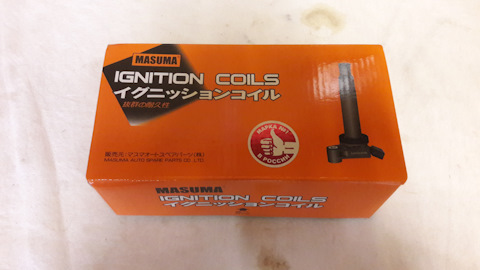 MASUMA
IGNITION COILS
イグニッションコイル
抜群の耐久性
販売元:マスマオートスペアパーツ(株)
MASUMA AUTO SPARE PARTS CO.,LTD.
МАРКА №1
В РОССИИ
MASUMA
IGNITION COILS
イグニッションコイル